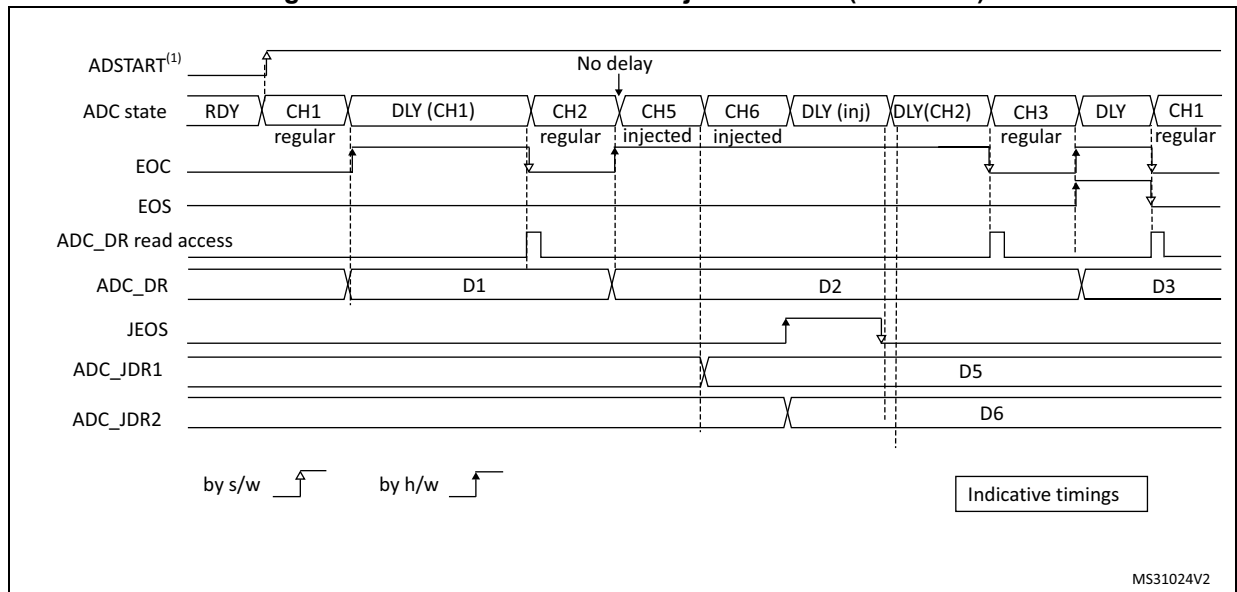 ADSTART(1)
No delay
ADC state RDY CH1 DLY (CH1) CH2 CH5 CH6 DLY (inj) DLY(CH2) CH3 DLY CH1
regular regular injected injected regular regular
EOC
EOS
ADC_DR read access
ADC_DR D1 D2 D3
JEOS
ADC_JDR1 D5
ADC_JDR2 D6
by s/w by h/w
Indicative timings
MS31024V2